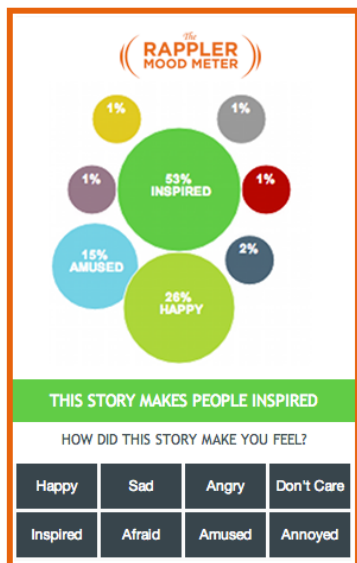 The
RAPPLER
MOOD METER
1%
1%
1%
53%
INSPIRED
1%
15%
AMUSED
2%
26%
HAPPY
THIS STORY MAKES PEOPLE INSPIRED
HOW DID THIS STORY MAKE YOU FEEL?
Happy
Sad
Angry
Don't Care
Inspired
Afraid
Amused
Annoyed